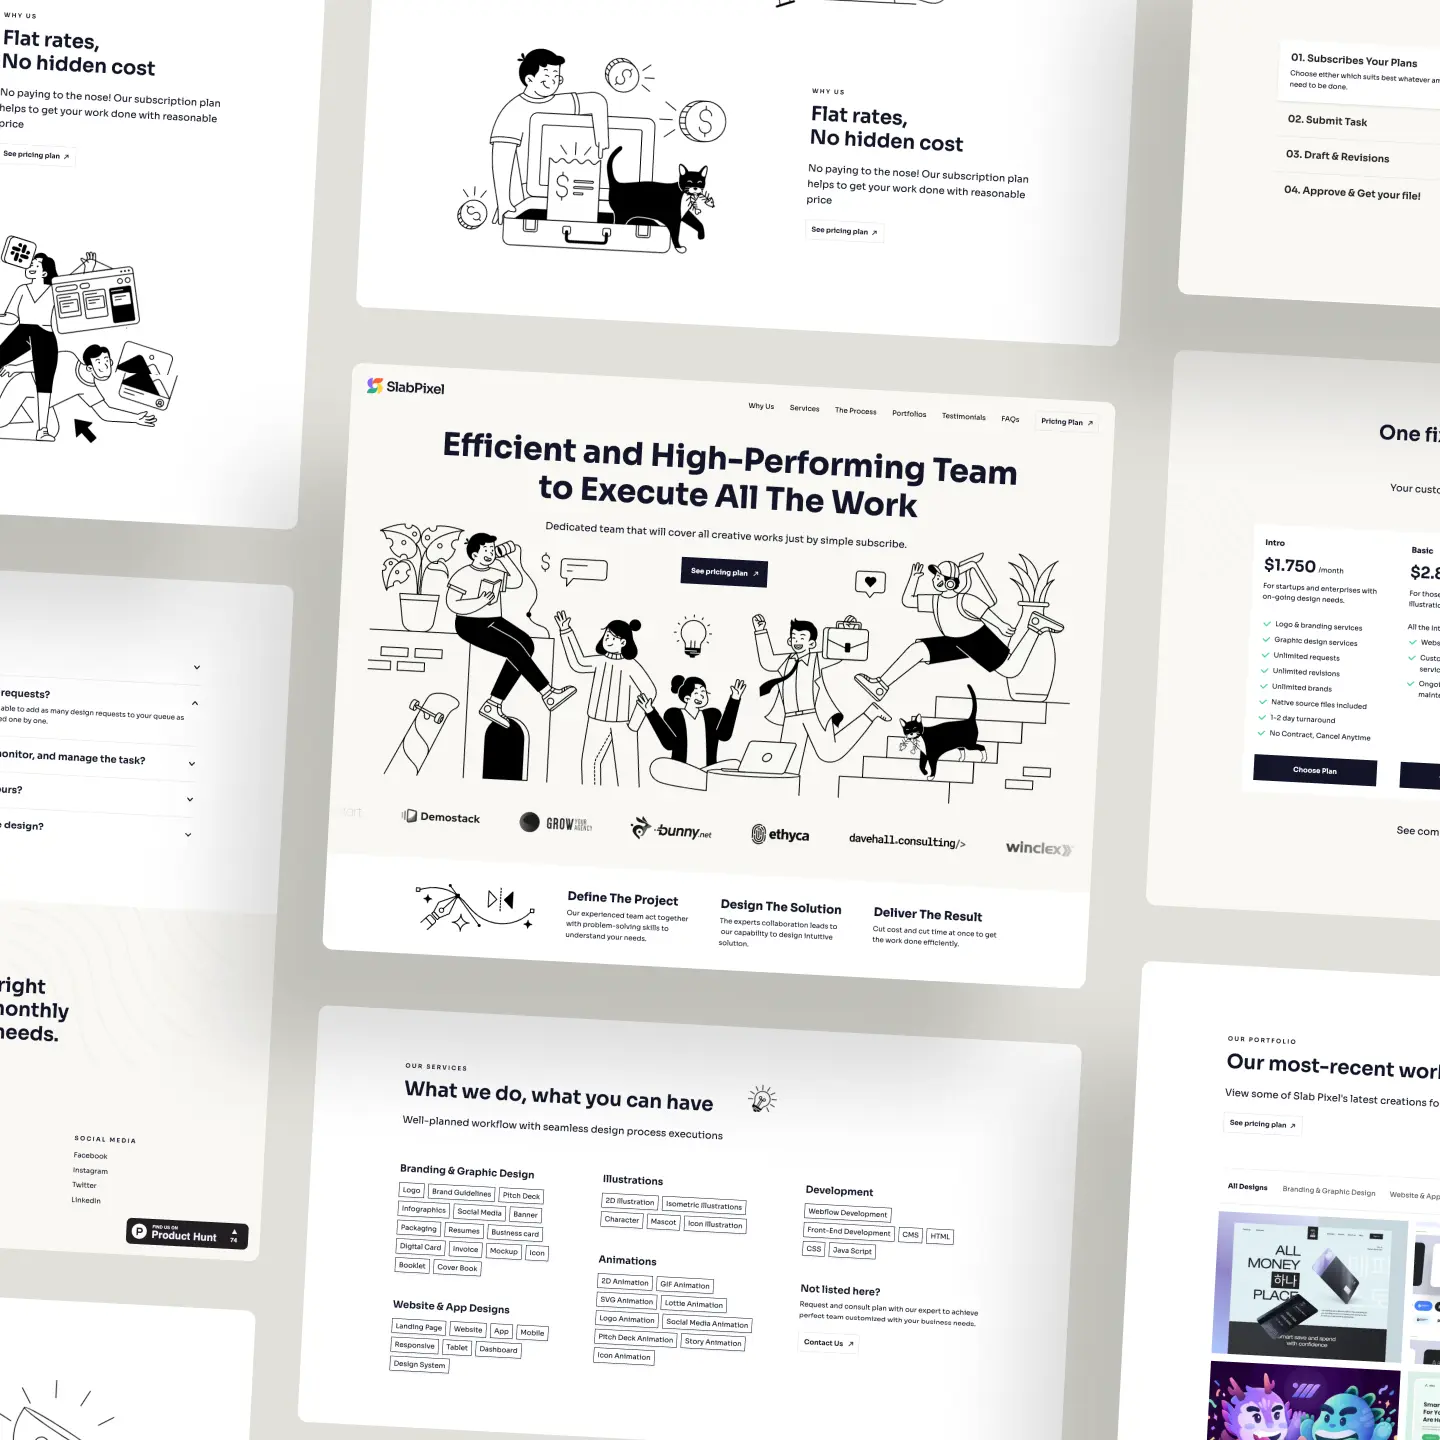 WHY US
Flat rates,
No hidden cost
No paying to the nose! Our subscription plan
helps to get your work done with reasonable
price
See pricing plan
$
$
$
$
WHY US
Flat rates,
No hidden cost
No paying to the nose! Our subscription plan
helps to get your work done with reasonable
price
See pricing plan
01. Subscribes Your Plans
Choose either which suits best whatever
need to be done.
02. Submit Task
03. Draft & Revisions
04. Approve & Get your file!
SlabPixel
Why Us
Services
The Process
Portfolios
Testimonials
FAQs
Pricing Plan
Efficient and High-Performing Team
to Execute All The Work
Dedicated team that will cover all creative works just by simple subscribe.
See pricing plan
$
Demostack
GROW YOUR AGENCY
bunny.net
ethyca
davehall.consulting/>
winclex
Define The Project
Our experienced team act together
with problem-solving skills to
understand your needs.
Design The Solution
The experts collaboration leads to
our capability to design intuitive
solution.
Deliver The Result
Cut cost and cut time at once to get
the work done efficiently.
requests?
able to add as many design requests to your queue as
one by one.
monitor, and manage the task?
design?
right
monthly
needs.
SOCIAL MEDIA
Facebook
Instagram
Twitter
LinkedIn
P
FIND US ON
Product Hunt
74
One
Your
Intro
$1.750 /month
For startups and enterprises with
on-going design needs.
Logo & branding services
Graphic design services
Unlimited requests
Unlimited revisions
Unlimited brands
Native source files included
1-2 day turnaround
No Contract, Cancel Anytime
Choose Plan
Basic
$2.8
For those
All the
See
OUR SERVICES
What we do, what you can have
Well-planned workflow with seamless design process executions
Branding & Graphic Design
Logo
Brand Guidelines
Pitch Deck
Infographics
Social Media
Banner
Packaging
Resumes
Business card
Digital Card
Invoice
Mockup
Icon
Booklet
Cover Book
Website & App Designs
Landing Page
Website
App
Mobile
Responsive
Tablet
Dashboard
Design System
Illustrations
2D Illustration
Isometric Illustrations
Character
Mascot
Icon Illustration
Animations
2D Animation
GIF Animation
SVG Animation
Lottie Animation
Logo Animation
Social Media Animation
Pitch Deck Animation
Story Animation
Icon Animation
Development
Webflow Development
Front-End Development
CMS
HTML
CSS
Java Script
Not listed here?
Request and consult plan with our expert to achieve
perfect team customized with your business needs.
Contact Us
OUR PORTFOLIO
Our most-recent
View some of Slab Pixel's latest creations
See pricing plan
All Designs
Branding & Graphic Design
Website & App
ALL
MONEY
하나
PLACE
Smart save and spend
with confidence